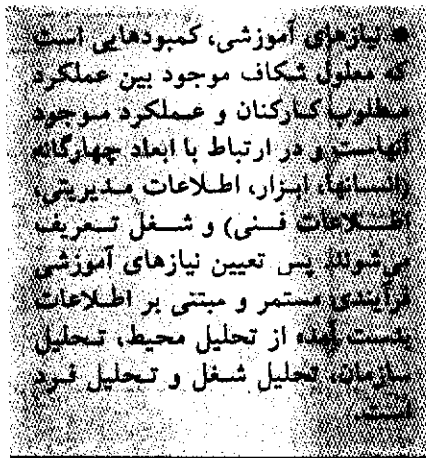 ● نیازهای آموزشی، کمبودهایی است
که معلول شکاف موجود بین عملکرد
مطلوب کارکنان و عملکرد موجود
آنهاست و در ارتباط با ابعاد چهارگانه
(انسانها، ابزار، اطلاعات مدیریتی،
اطلاعات فنی) و شغل تعریف
می‌شوند. پس تعیین نیازهای آموزشی
فرآیندی مستمر و مبتنی بر اطلاعات
بدست آمده از تحلیل محیط، تحلیل
سازمان، تحلیل شغل و تحلیل فرد
است.